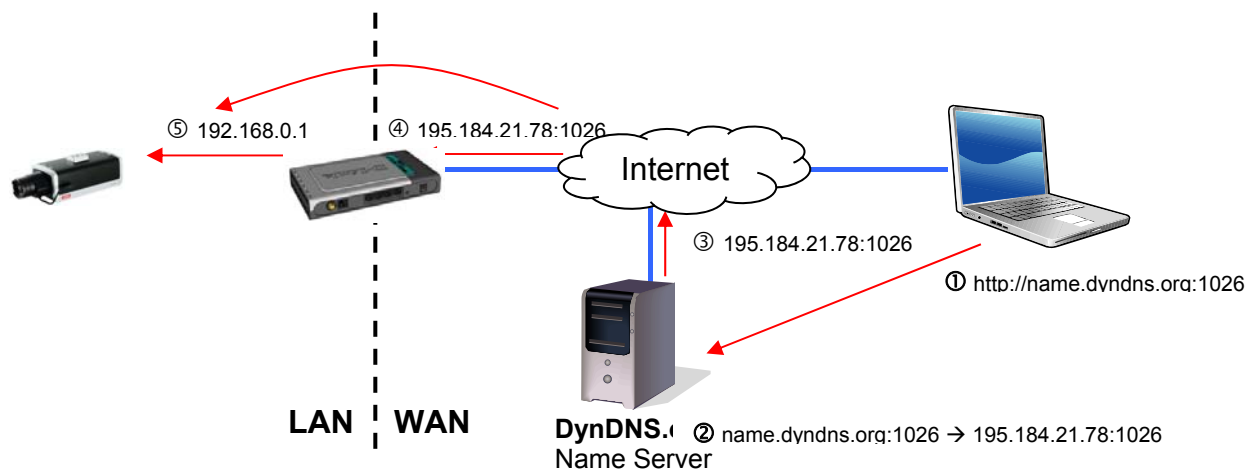 ⑤ 192.168.0.1
④ 195.184.21.78:1026
Internet
③ 195.184.21.78:1026
① http://name.dyndns.org:1026
LAN
WAN
DynDNS.
② name.dyndns.org:1026 → 195.184.21.78:1026
Name Server